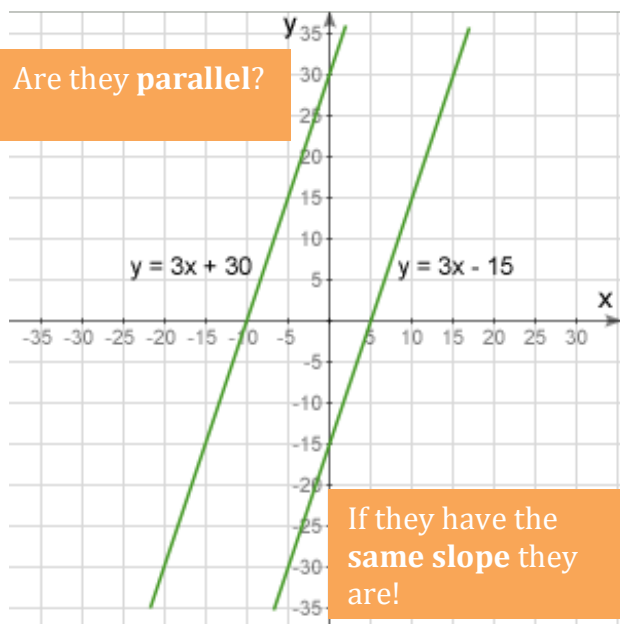 y
35
Are they parallel?
30
25
20
15
10
y = 3x + 30
y = 3x - 15
5
x
-35 -30 -25 -20 -15 -10 -5 5 10 15 20 25 30
-5
-10
-15
-20
If they have the
-25
same slope they
-30
are!
-35